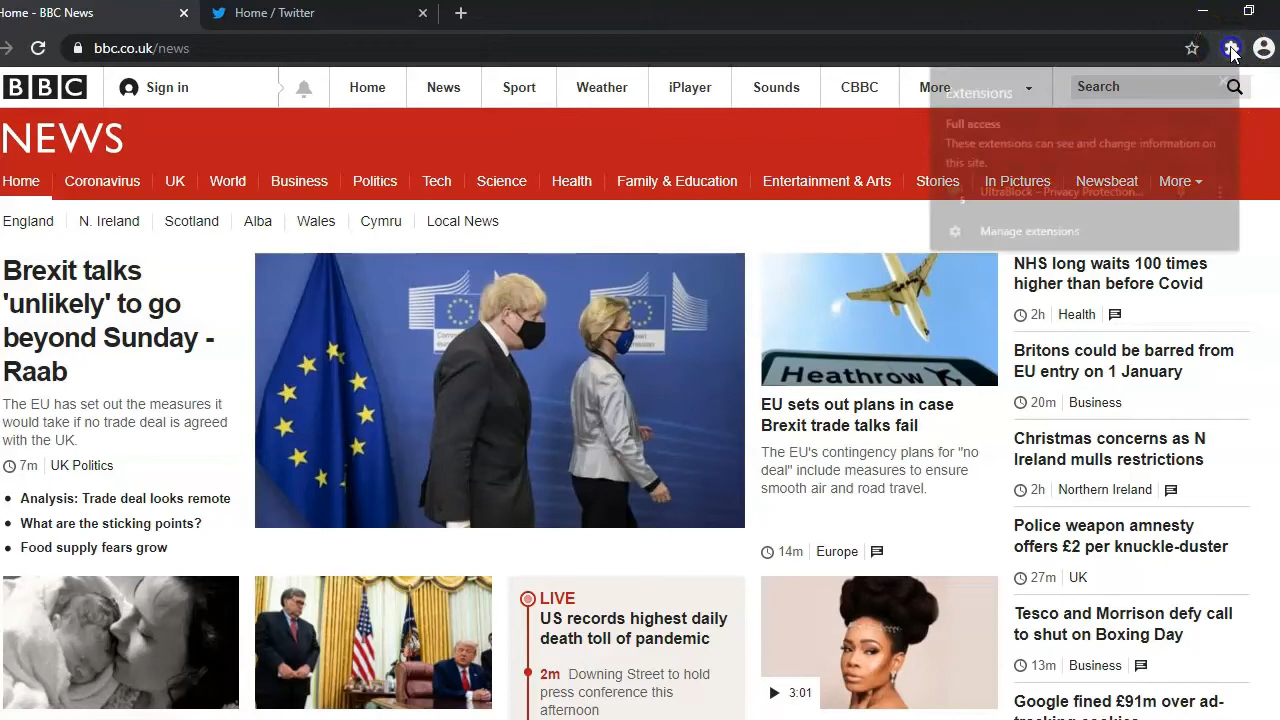 Home - BBC News
Home / Twitter
bbc.co.uk/news
BBC
Sign in
Home
News
Sport
Weather
iPlayer
Sounds
CBBC
More
Search
Extensions
Full access
These extensions can see and change information on
this site.
UltraBlock - Privacy Protection...
5
Manage extensions
NEWS
Home
Coronavirus
UK
World
Business
Politics
Tech
Science
Health
Family & Education
Entertainment & Arts
Stories
In Pictures
Newsbeat
More
England
N. Ireland
Scotland
Alba
Wales
Cymru
Local News
Brexit talks
'unlikely' to go
beyond Sunday -
Raab
The EU has set out the measures it
would take if no trade deal is agreed
with the UK.
7m
UK Politics
Analysis: Trade deal looks remote
What are the sticking points?
Food supply fears grow
Heathrow
EU sets out plans in case
Brexit trade talks fail
The EU's contingency plans for "no
deal" include measures to ensure
smooth air and road travel.
14m
Europe
NHS long waits 100 times
higher than before Covid
2h
Health
Britons could be barred from
EU entry on 1 January
20m
Business
Christmas concerns as N
Ireland mulls restrictions
2h
Northern Ireland
Police weapon amnesty
offers £2 per knuckle-duster
27m
UK
Tesco and Morrison defy call
to shut on Boxing Day
13m
Business
Google fined £91m over ad-
tracking cookies
LIVE
US records highest daily
death toll of pandemic
2m Downing Street to hold
press conference this
afternoon
3:01